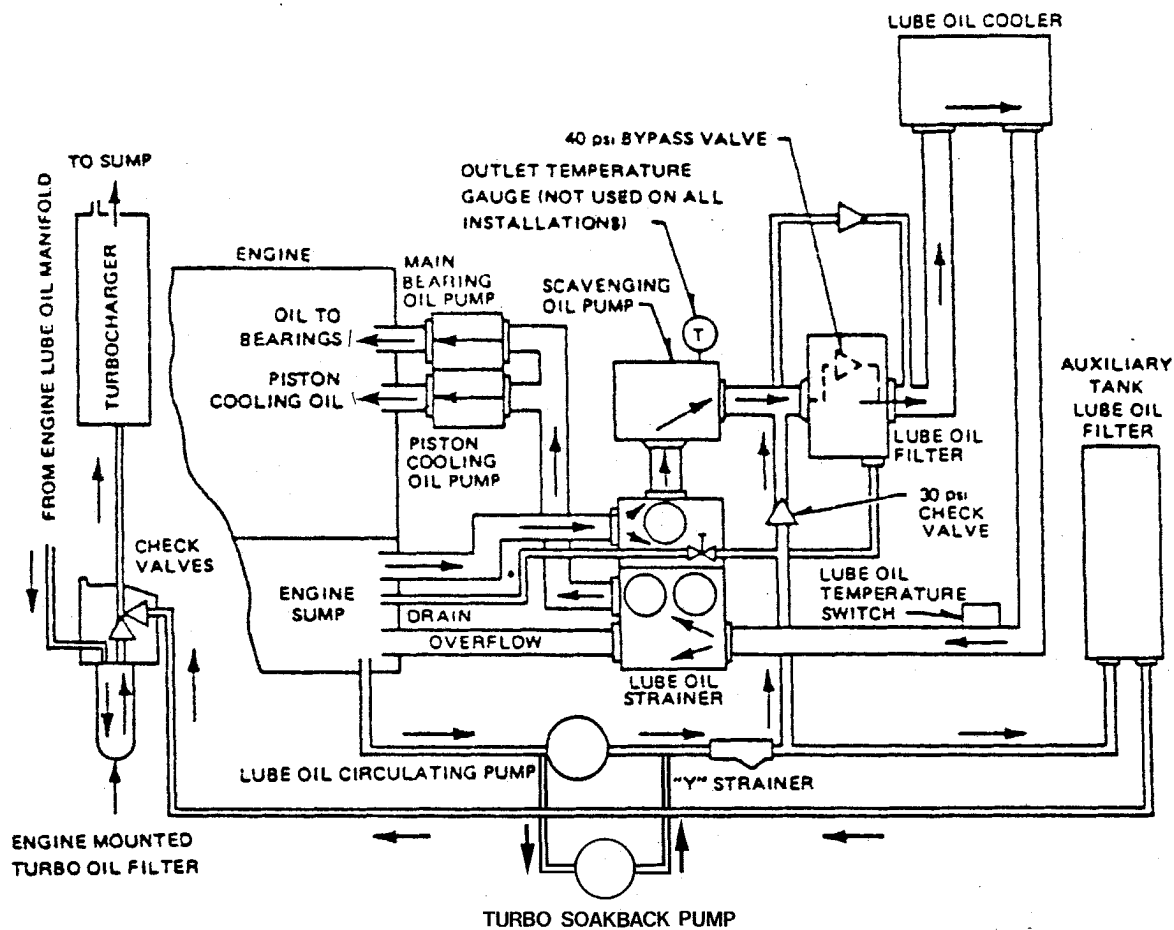 LUBE OIL COOLER
40 psi BYPASS VALVE
TO SUMP
OUTLET TEMPERATURE
GAUGE (NOT USED ON ALL
INSTALLATIONS)
FROM ENGINE LUBE OIL MANIFOLD
TURBOCHARGER
ENGINE
MAIN
BEARING
OIL PUMP
SCAVENGING
OIL PUMP
T
OIL TO
BEARINGS
PISTON
COOLING OIL
AUXILIARY
TANK
LUBE OIL
FILTER
PISTON
COOLING
OIL PUMP
LUBE OIL
FILTER
30 psi
CHECK
VALVE
CHECK
VALVES
ENGINE
SUMP
LUBE OIL
TEMPERATURE
SWITCH
DRAIN
OVERFLOW
LUBE OIL
STRAINER
LUBE OIL CIRCULATING PUMP
"Y" STRAINER
ENGINE MOUNTED
TURBO OIL FILTER
TURBO SOAKBACK PUMP